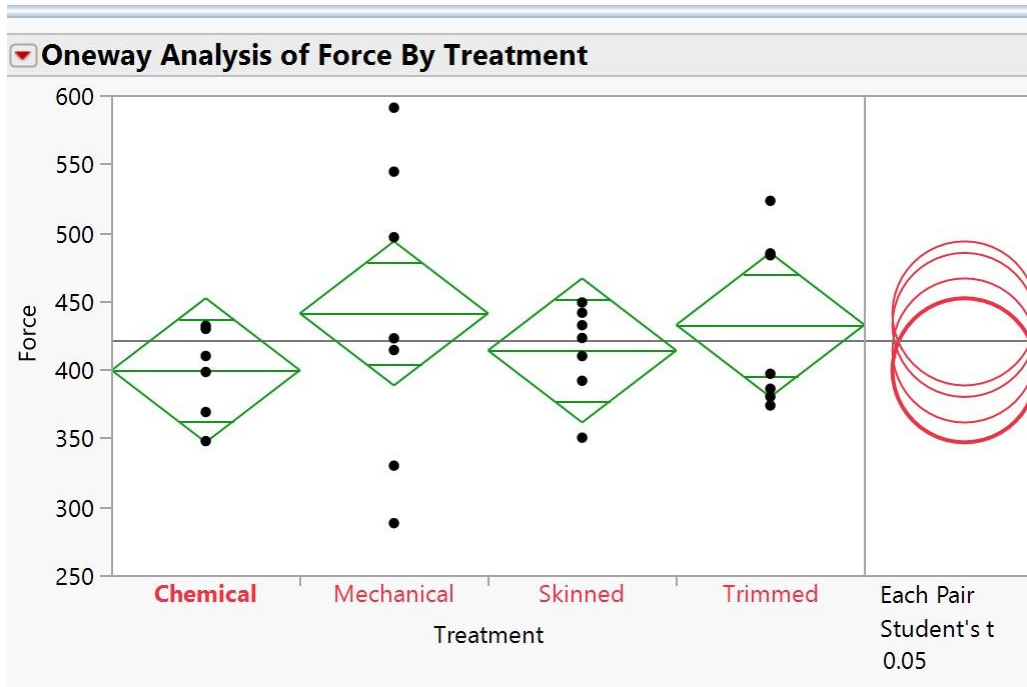 Oneway Analysis of Force By Treatment
600
550
500
450
400
350
300
250
Force
Chemical Mechanical Skinned Trimmed
Treatment
Each Pair
Student's t
0.05